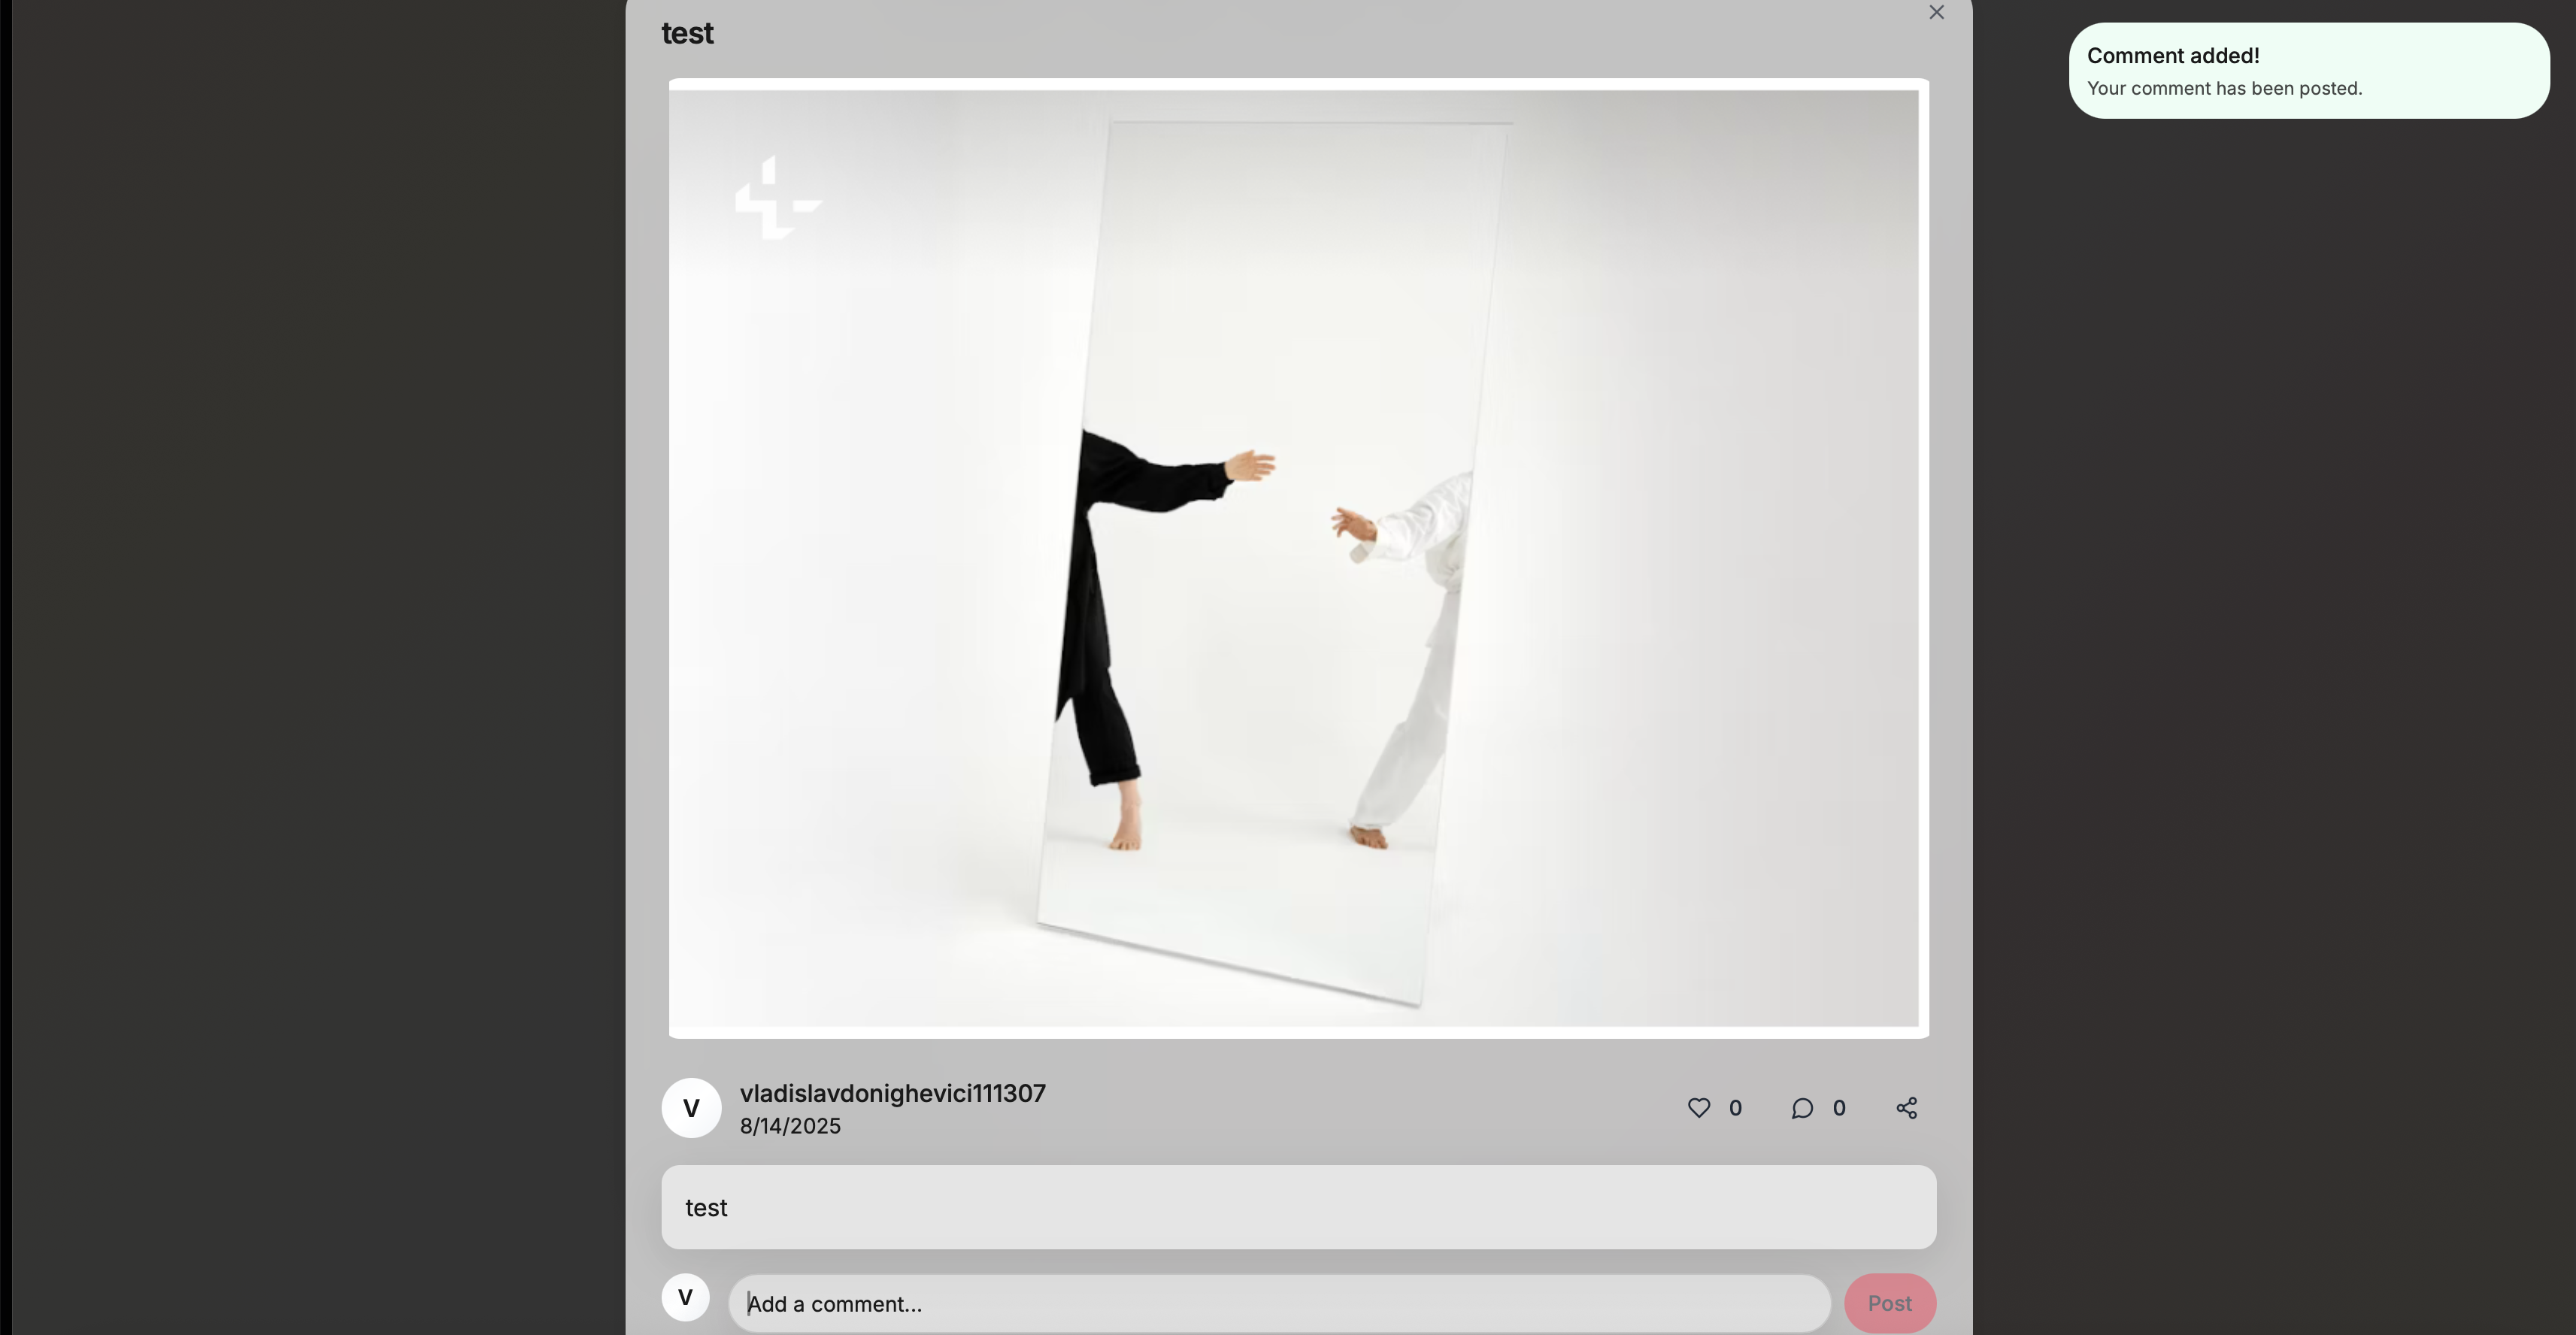 test
Comment added!
Your comment has been posted.
V
vladislavdonighevici111307
8/14/2025
0
0
test
V
Add a comment...
Post